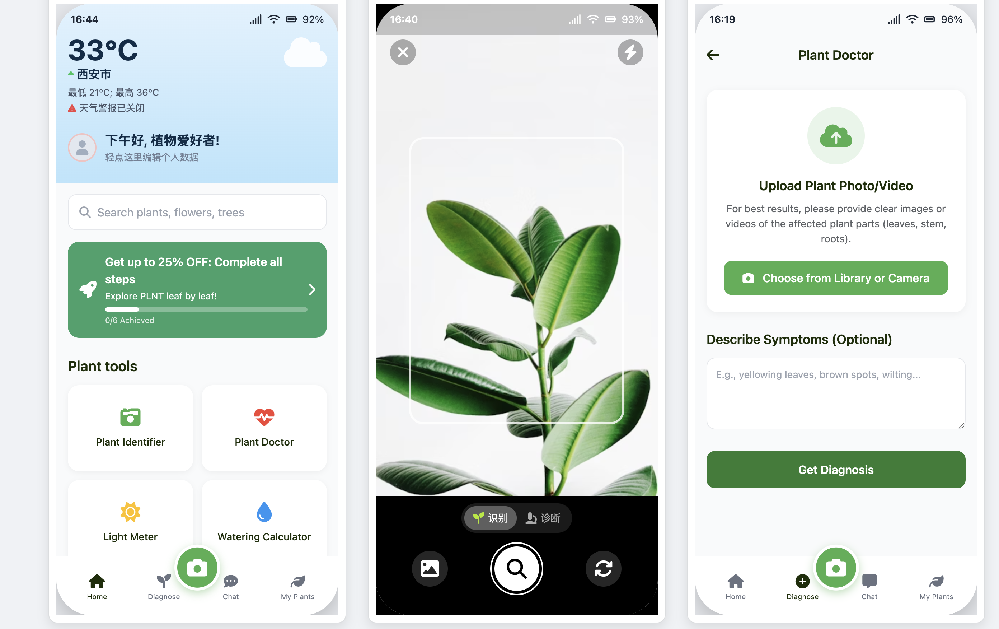 16:44
92%
33°C
西安市
最低 21°C; 最高 36°C
天气警报已关闭
下午好, 植物爱好者!
轻点这里编辑个人数据
Search plants, flowers, trees
Get up to 25% OFF: Complete all
steps
Explore PLNT leaf by leaf!
0/6 Achieved
Plant tools
Plant Identifier
Plant Doctor
Light Meter
Watering Calculator
Home
Diagnose
Chat
My Plants
16:40
93%
识别
诊断
16:19
96%
Plant Doctor
Upload Plant Photo/Video
For best results, please provide clear images or
videos of the affected plant parts (leaves, stem,
roots).
Choose from Library or Camera
Describe Symptoms (Optional)
E.g., yellowing leaves, brown spots, wilting...
Get Diagnosis
Home
Diagnose
Chat
My Plants